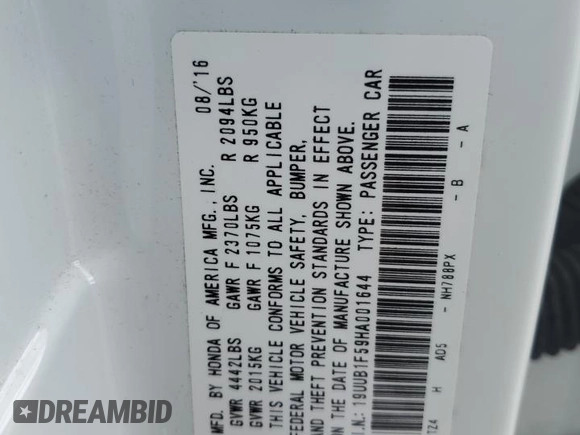 MFD. BY HONDA OF AMERICA MFG., INC. 08/'16
GVWR 4442LBS GAWR F 2370LBS R 2094LBS
GVWR 2015KG GAWR F 1075KG R 950KG
THIS VEHICLE CONFORMS TO ALL APPLICABLE
FEDERAL MOTOR VEHICLE SAFETY, BUMPER,
AND THEFT PREVENTION STANDARDS IN EFFECT
ON THE DATE OF MANUFACTURE SHOWN ABOVE.
V.I.N.: 19UUB1F59HA001644 TYPE: PASSENGER CAR
TZ4 H AD5 - NH788PX - B - A
DiscountCars.com